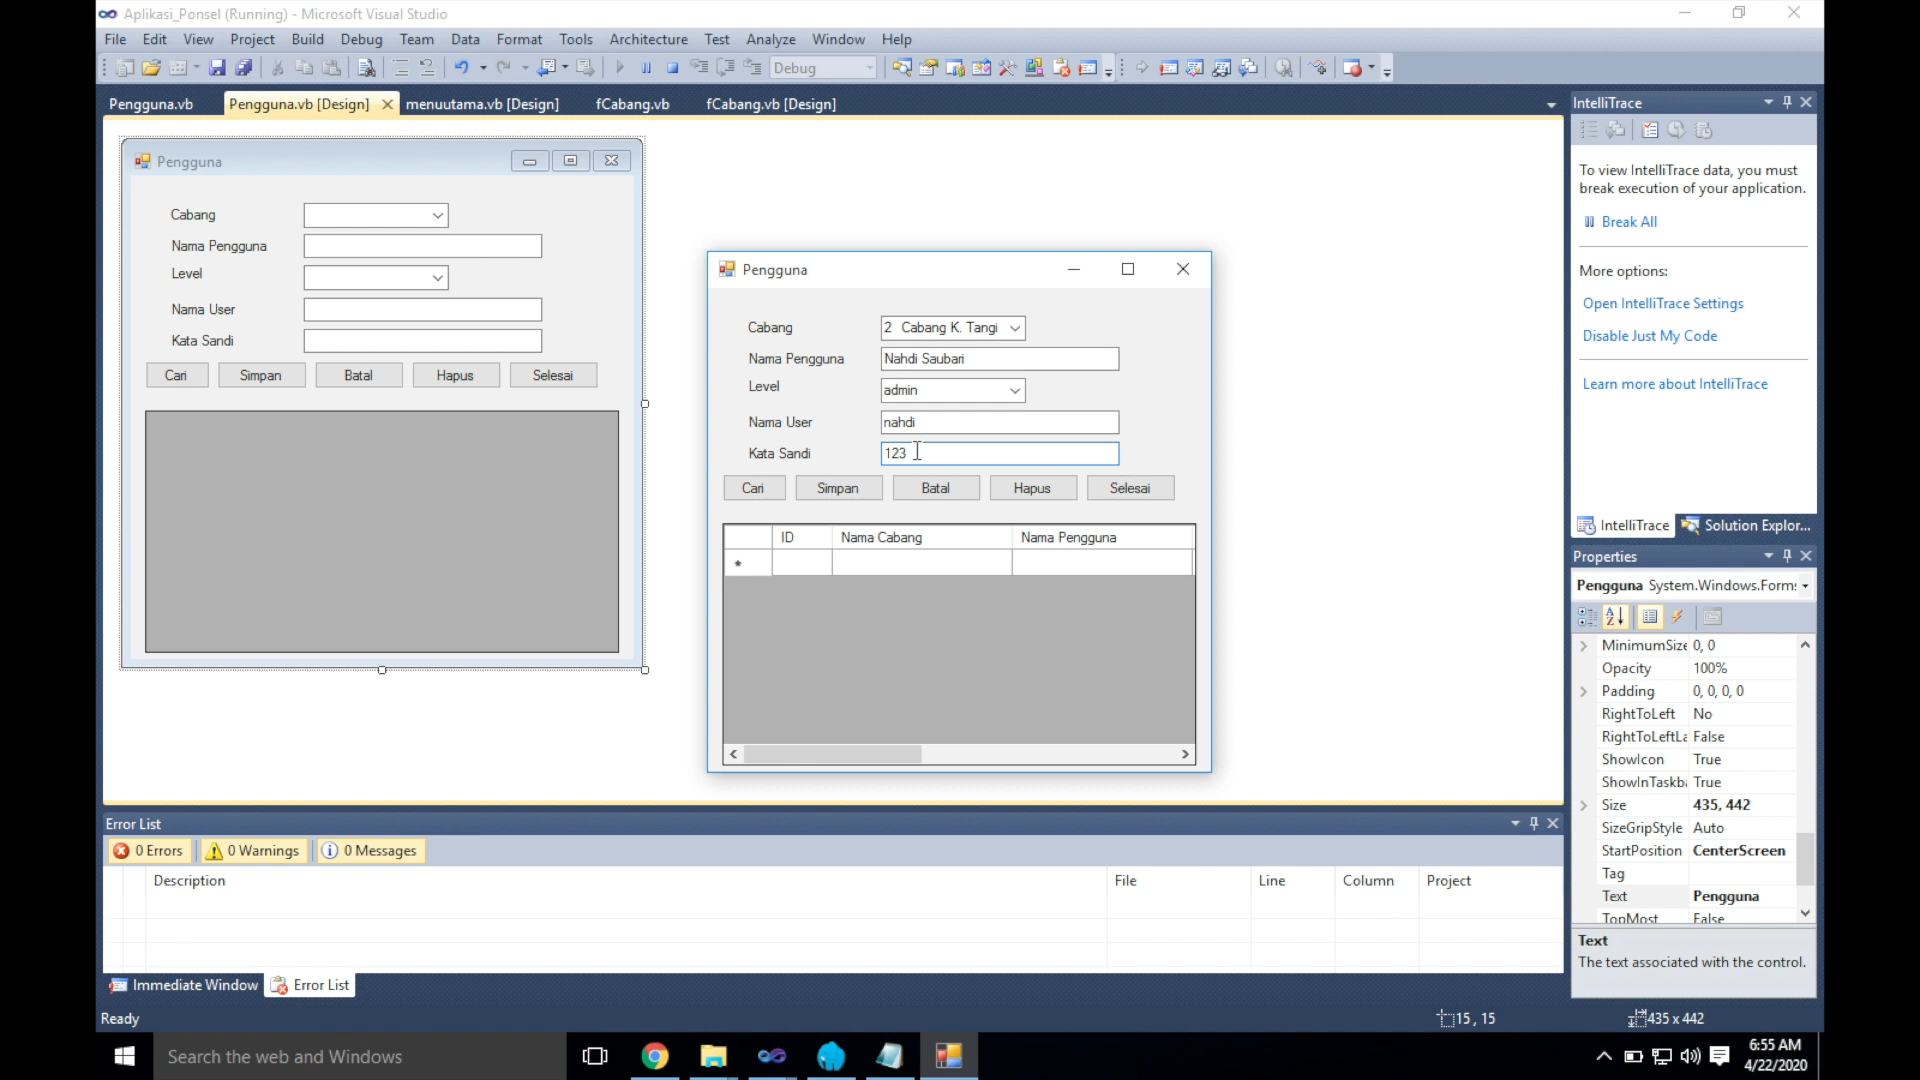 Aplikasi_Ponsel (Running) - Microsoft Visual Studio
File Edit View Project Build Debug Team Data Format Tools Architecture Test Analyze Window Help
Debug
Pengguna.vb Pengguna.vb [Design] menuutama.vb [Design] fCabang.vb fCabang.vb [Design]
Pengguna
Cabang
Nama Pengguna
Level
Nama User
Kata Sandi
Cari Simpan Batal Hapus Selesai
Pengguna
Cabang 2 Cabang K. Tangi
Nama Pengguna Nahdi Saubari
Level admin
Nama User nahdi
Kata Sandi 123
Cari Simpan Batal Hapus Selesai
ID Nama Cabang Nama Pengguna
*
IntelliTrace
To view IntelliTrace data, you must
break execution of your application.
Break All
More options:
Open IntelliTrace Settings
Disable Just My Code
Learn more about IntelliTrace
IntelliTrace Solution Explor...
Properties
Pengguna System.Windows.Form
MinimumSize 0, 0
Opacity 100%
Padding 0, 0, 0, 0
RightToLeft No
RightToLeftLa False
ShowIcon True
ShowInTaskba True
Size 435, 442
SizeGripStyle Auto
StartPosition CenterScreen
Tag
Text Pengguna
TopMost False
Text
The text associated with the control.
Error List
0 Errors 0 Warnings 0 Messages
Description File Line Column Project
Immediate Window Error List
Ready 15 , 15 435 x 442
Search the web and Windows
6:55 AM
4/22/2020